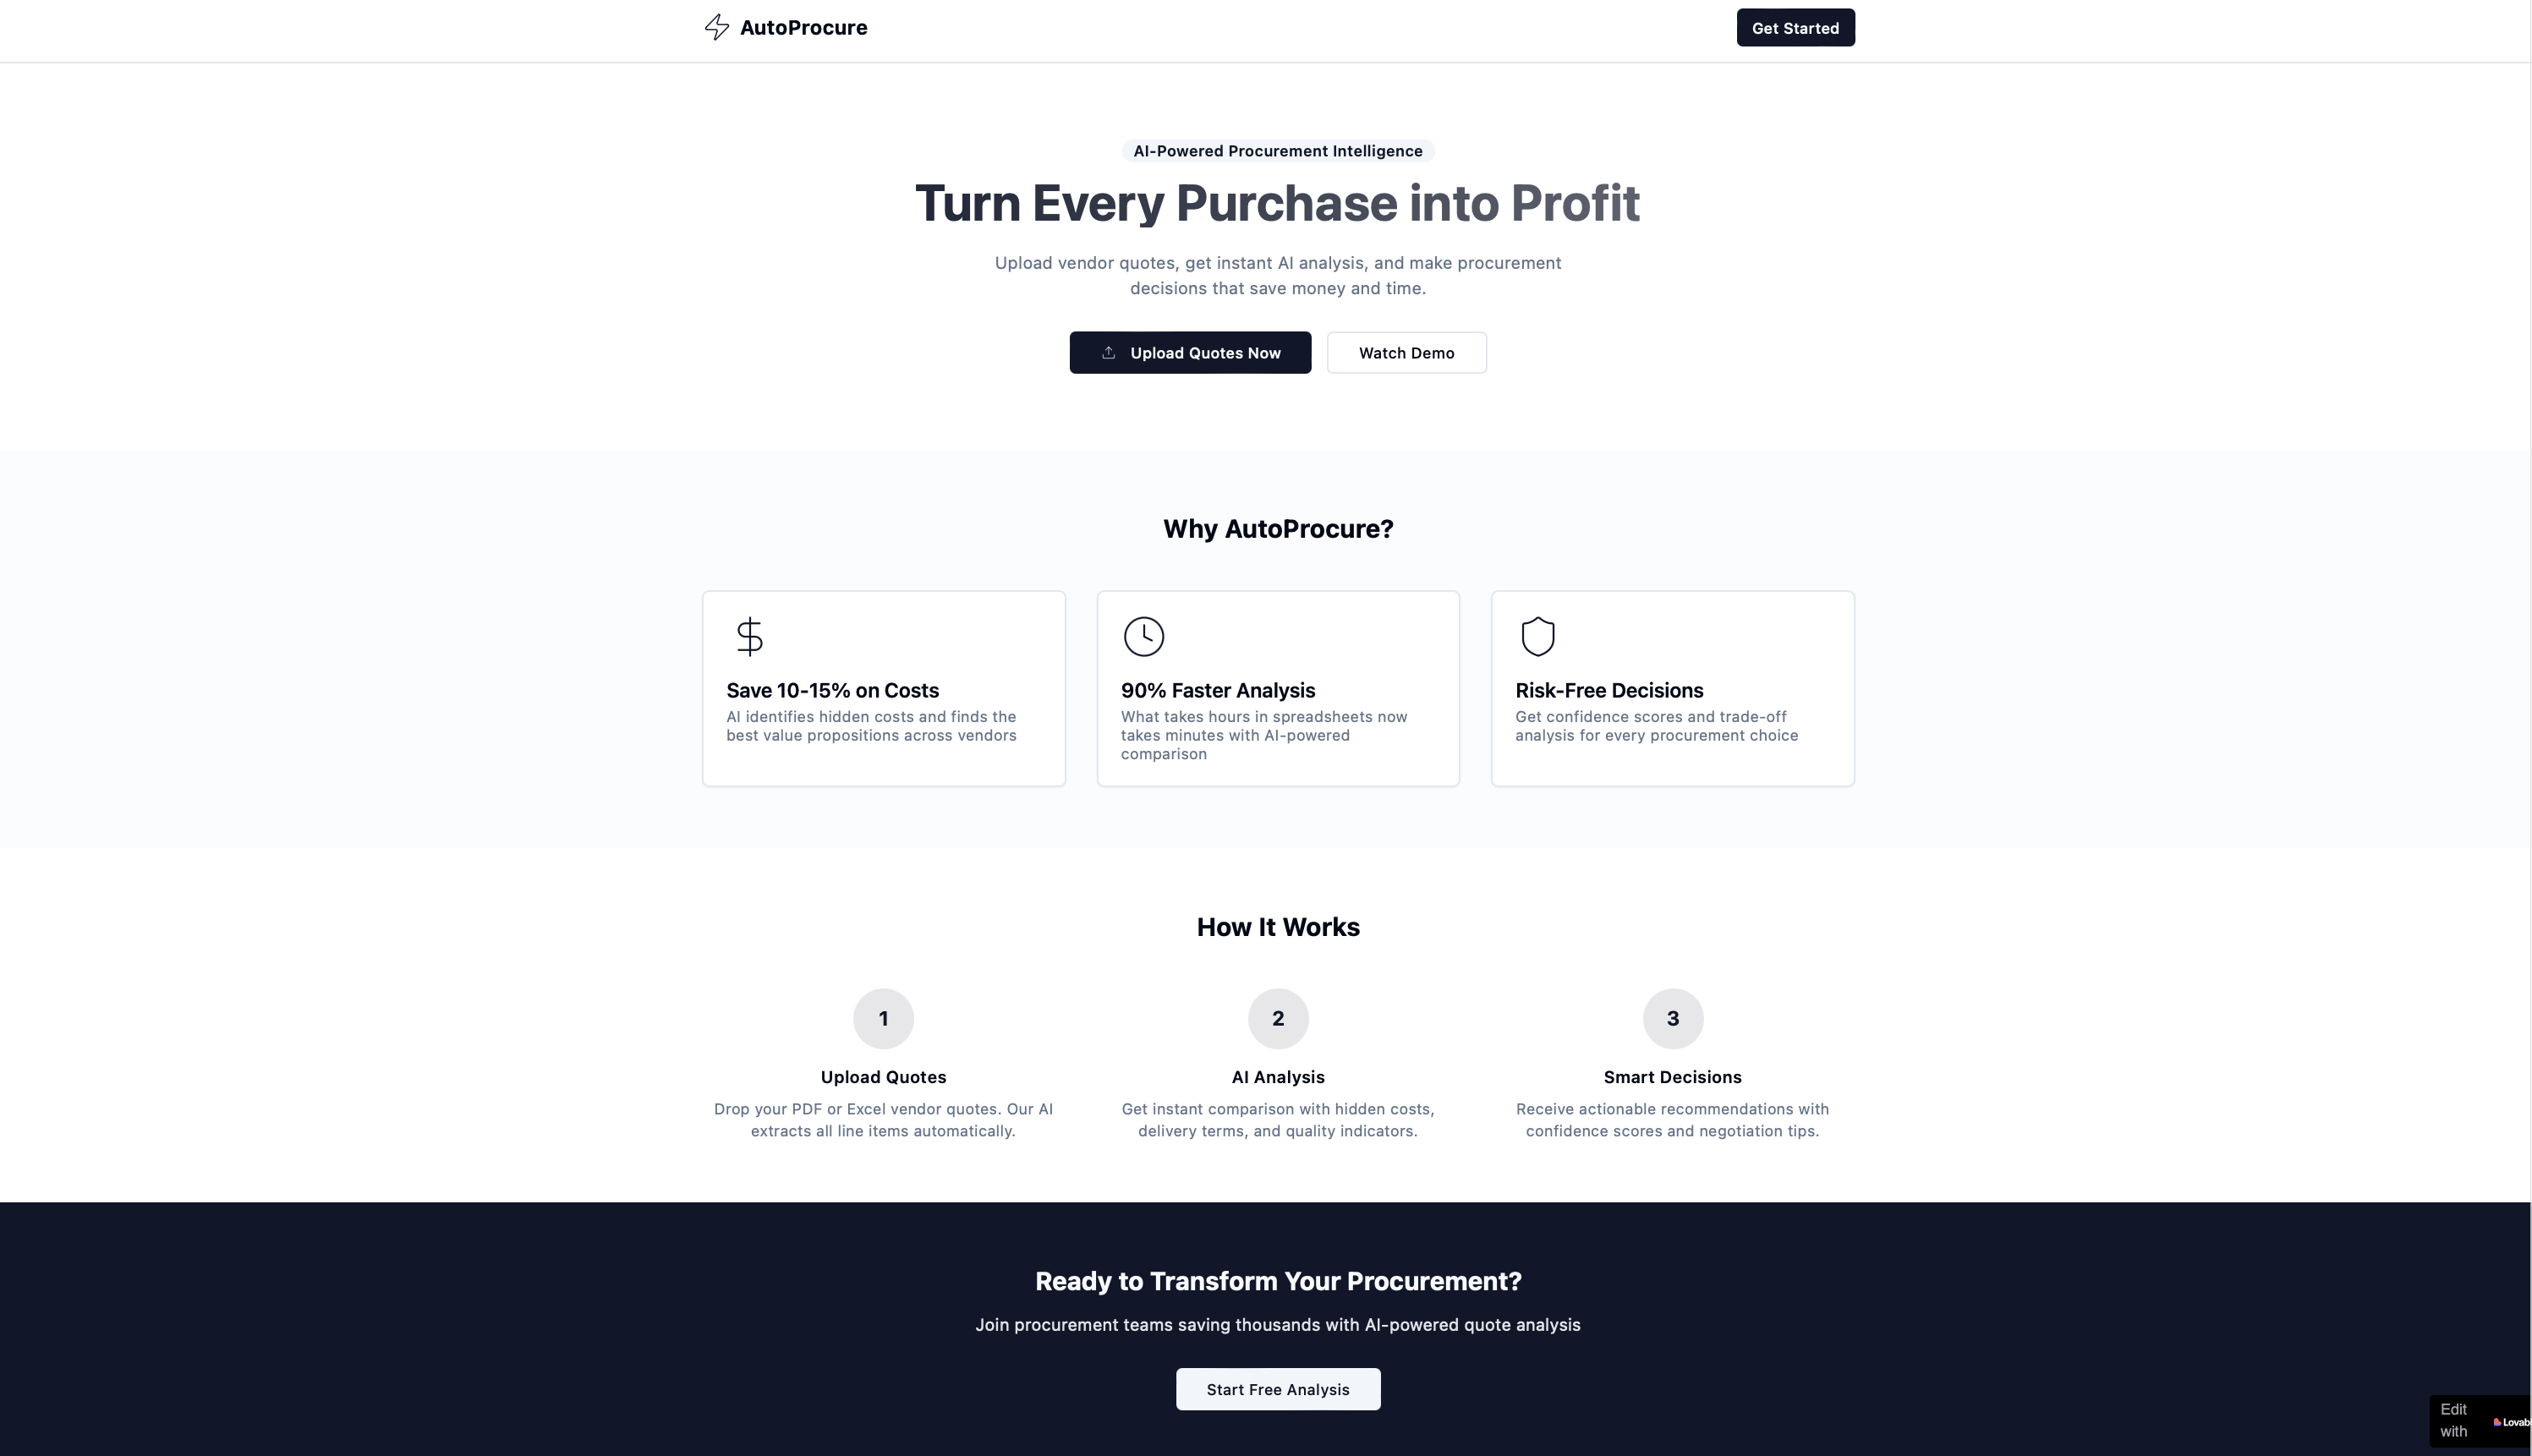 AutoProcure
Get Started
AI-Powered Procurement Intelligence
Turn Every Purchase into Profit
Upload vendor quotes, get instant AI analysis, and make procurement
decisions that save money and time.
Upload Quotes Now
Watch Demo
Why AutoProcure?
Save 10-15% on Costs
AI identifies hidden costs and finds the
best value propositions across vendors
90% Faster Analysis
What takes hours in spreadsheets now
takes minutes with AI-powered
comparison
Risk-Free Decisions
Get confidence scores and trade-off
analysis for every procurement choice
How It Works
1
Upload Quotes
Drop your PDF or Excel vendor quotes. Our AI
extracts all line items automatically.
2
AI Analysis
Get instant comparison with hidden costs,
delivery terms, and quality indicators.
3
Smart Decisions
Receive actionable recommendations with
confidence scores and negotiation tips.
Ready to Transform Your Procurement?
Join procurement teams saving thousands with AI-powered quote analysis
Start Free Analysis
Edit
with
Lovab